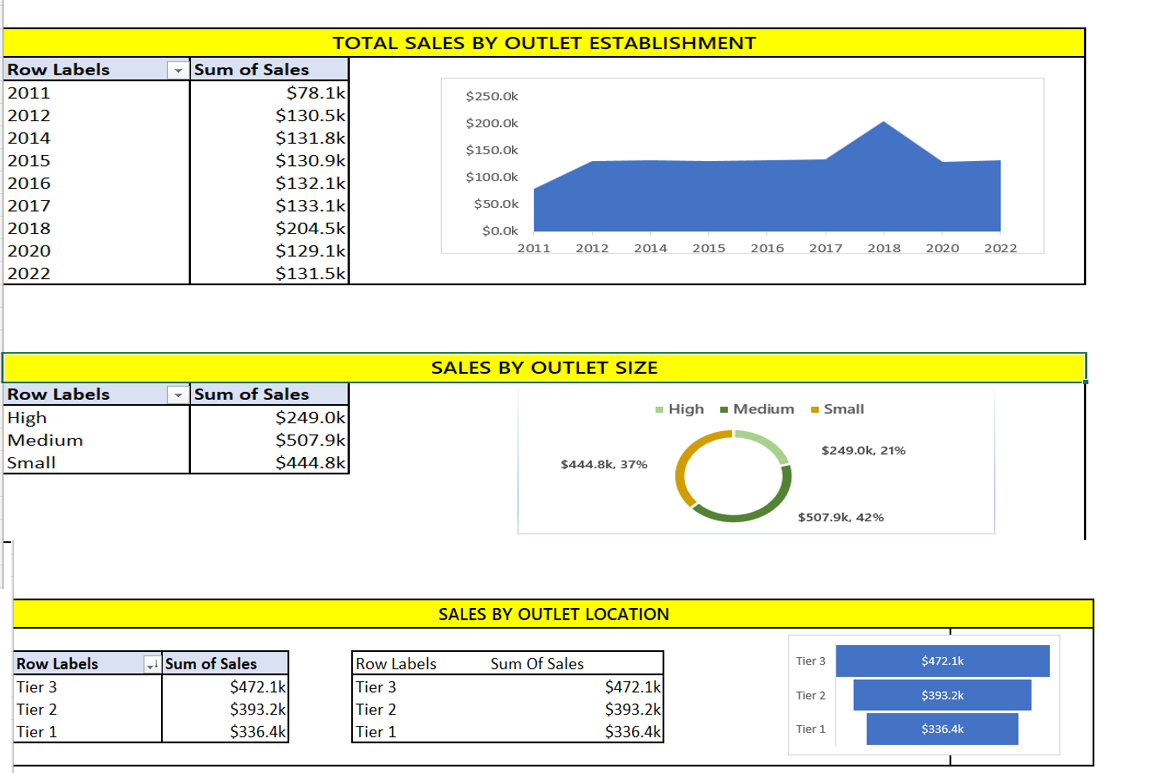 TOTAL SALES BY OUTLET ESTABLISHMENT
Row Labels Sum of Sales
2011 $78.1k
2012 $130.5k
2014 $131.8k
2015 $130.9k
2016 $132.1k
2017 $133.1k
2018 $204.5k
2020 $129.1k
2022 $131.5k
$250.0k
$200.0k
$150.0k
$100.0k
$50.0k
$0.0k
2011 2012 2014 2015 2016 2017 2018 2020 2022
SALES BY OUTLET SIZE
Row Labels Sum of Sales
High $249.0k
Medium $507.9k
Small $444.8k
High Medium Small
$249.0k, 21%
$444.8k, 37%
$507.9k, 42%
SALES BY OUTLET LOCATION
Row Labels Sum of Sales
Tier 3 $472.1k
Tier 2 $393.2k
Tier 1 $336.4k
Row Labels Sum Of Sales
Tier 3 $472.1k
Tier 2 $393.2k
Tier 1 $336.4k
Tier 3 $472.1k
Tier 2 $393.2k
Tier 1 $336.4k